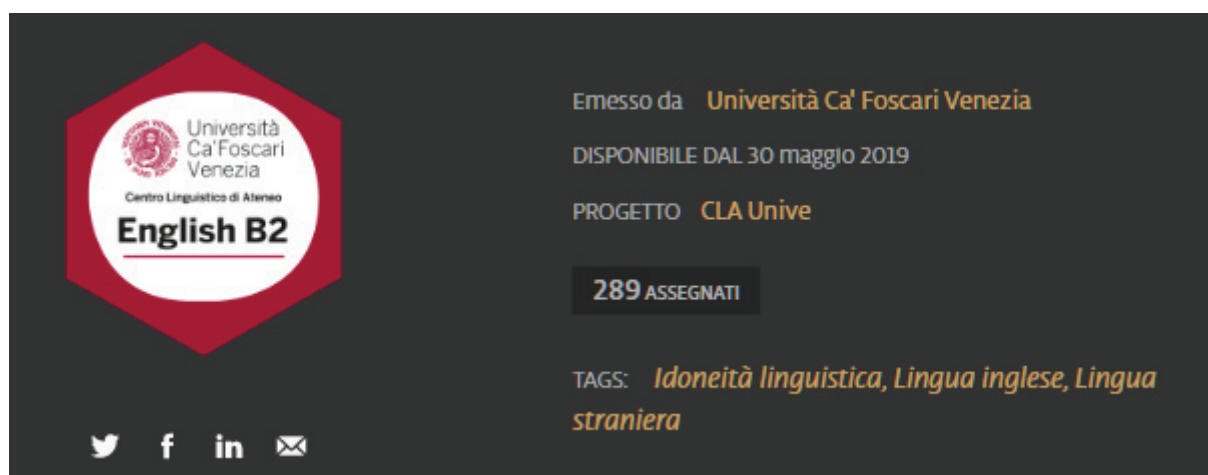 Università
Ca'Foscari
Venezia
Centro Linguistico di Ateneo
English B2
Emesso da Università Ca' Foscari Venezia
DISPONIBILE DAL 30 maggio 2019
PROGETTO CLA Unive
289 ASSEGNATI
TAGS: Idoneità linguistica, Lingua inglese, Lingua
straniera